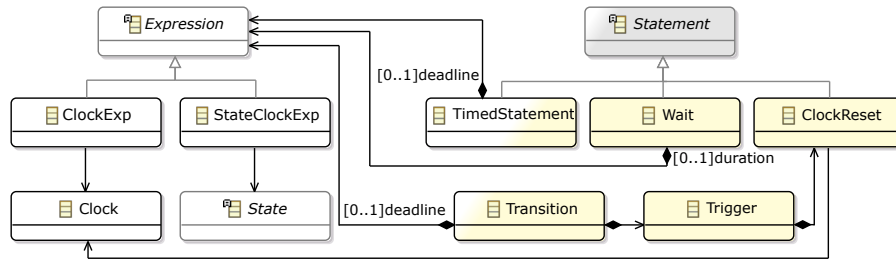 Expression
Statement
[0..1]deadline
ClockExp
StateClockExp
TimedStatement
Wait
ClockReset
[0..1]duration
Clock
State
[0..1]deadline
Transition
Trigger